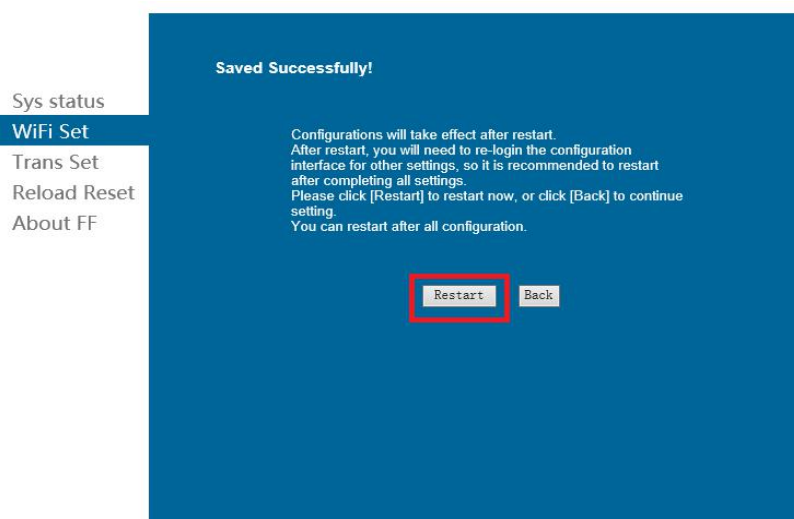 Saved Successfully!
Sys status
WiFi Set
Trans Set
Reload Reset
About FF
Configurations will take effect after restart.
After restart, you will need to re-login the configuration
interface for other settings, so it is recommended to restart
after completing all settings.
Please click [Restart] to restart now, or click [Back] to continue
setting.
You can restart after all configuration.
Restart
Back